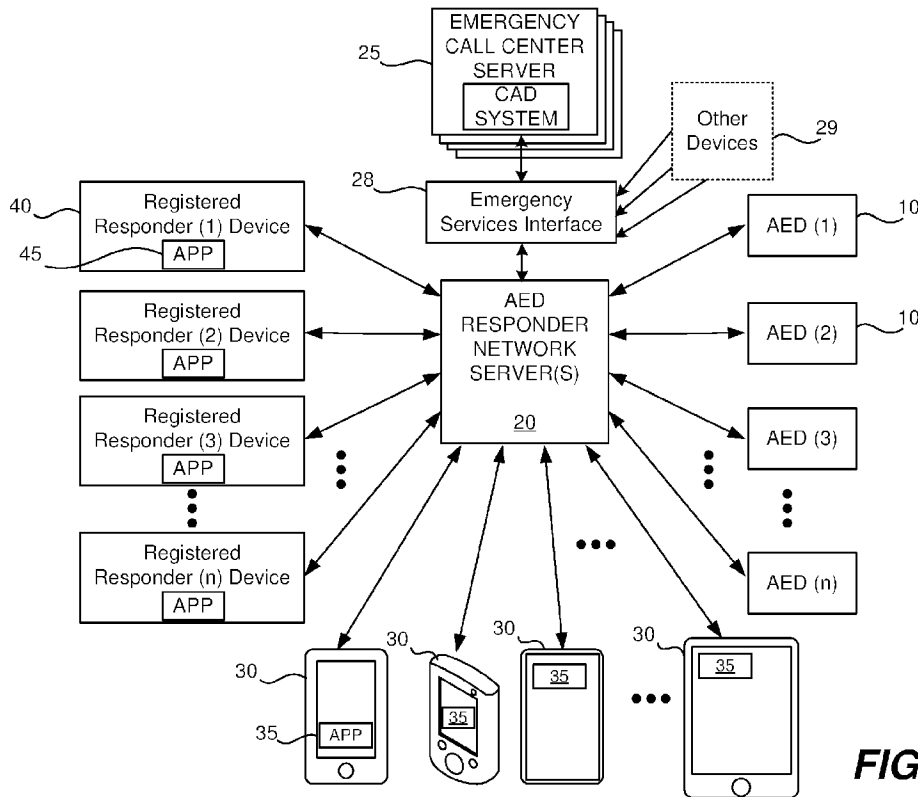 EMERGENCY
CALL CENTER
SERVER
CAD
SYSTEM
25
Other
Devices
29
28
Emergency
Services Interface
40
Registered
Responder (1) Device
APP
45
AED (1)
10
AED
RESPONDER
NETWORK
SERVER(S)
20
Registered
Responder (2) Device
APP
AED (2)
10
Registered
Responder (3) Device
APP
AED (3)
Registered
Responder (n) Device
APP
AED (n)
30
35
APP
30
35
30
35
30
35
FIG